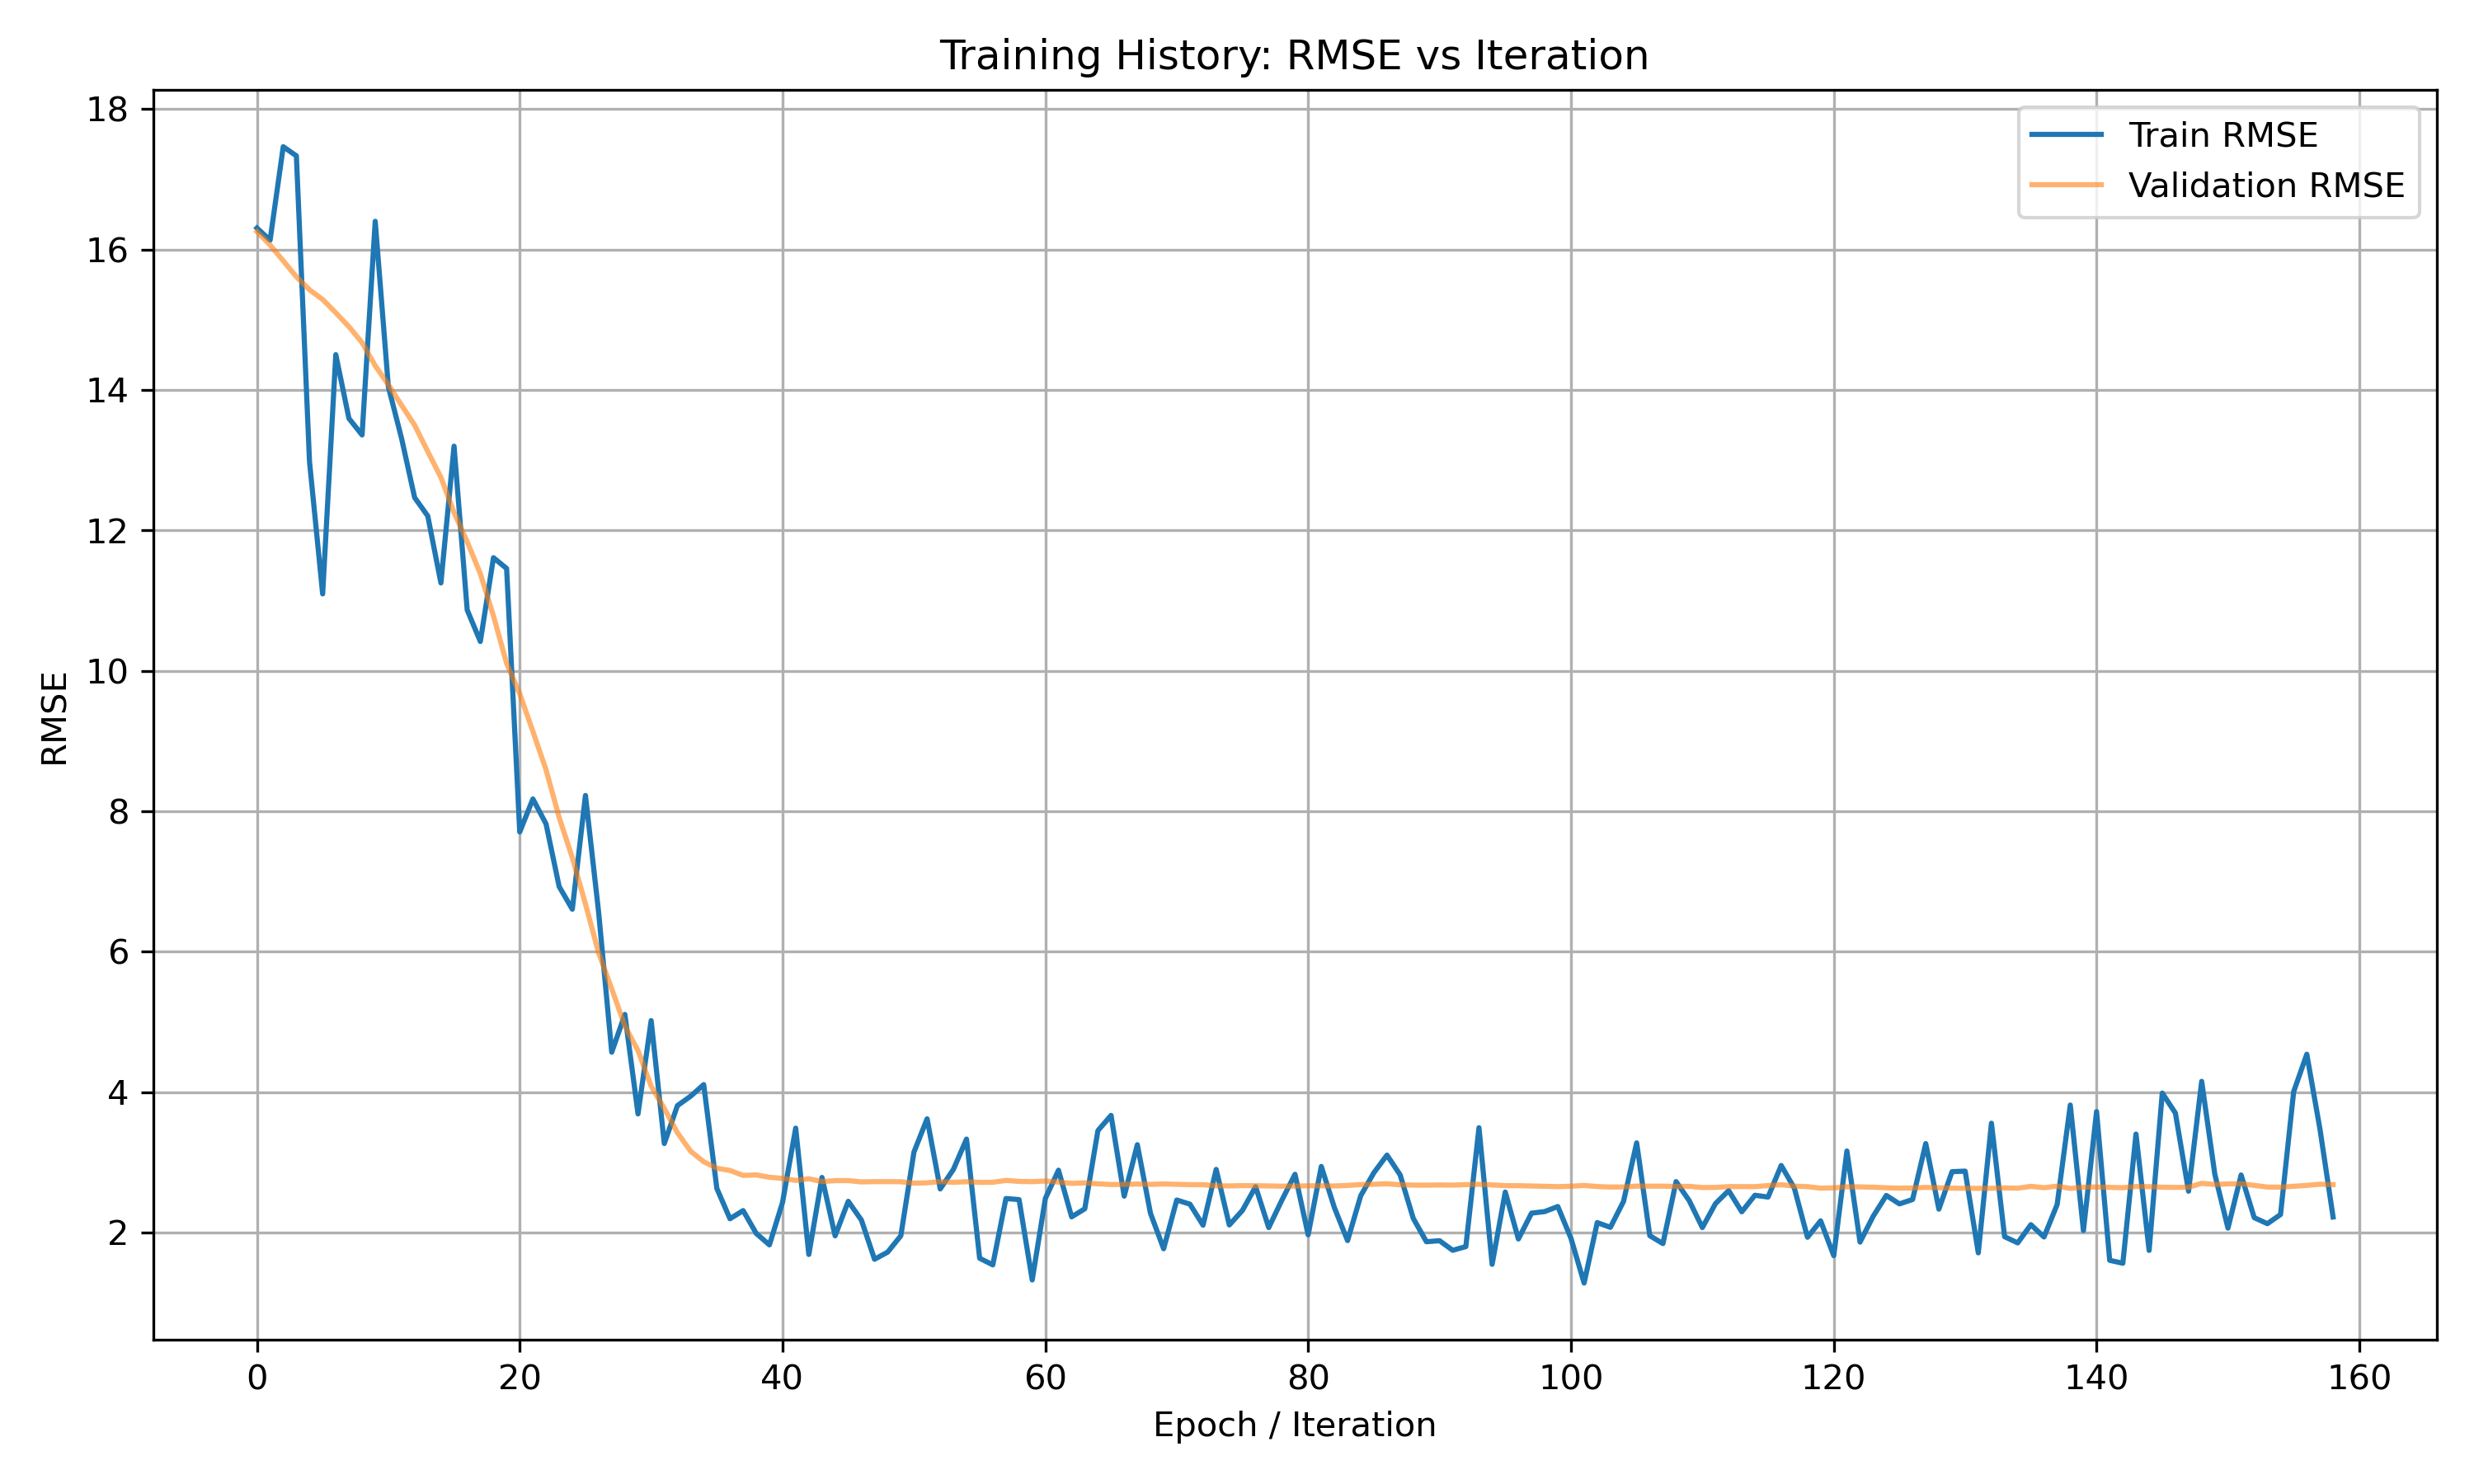 Training History: RMSE vs Iteration
Train RMSE
Validation RMSE
18
16
14
12
10
8
6
4
2
RMSE
0 20 40 60 80 100 120 140 160
Epoch / Iteration